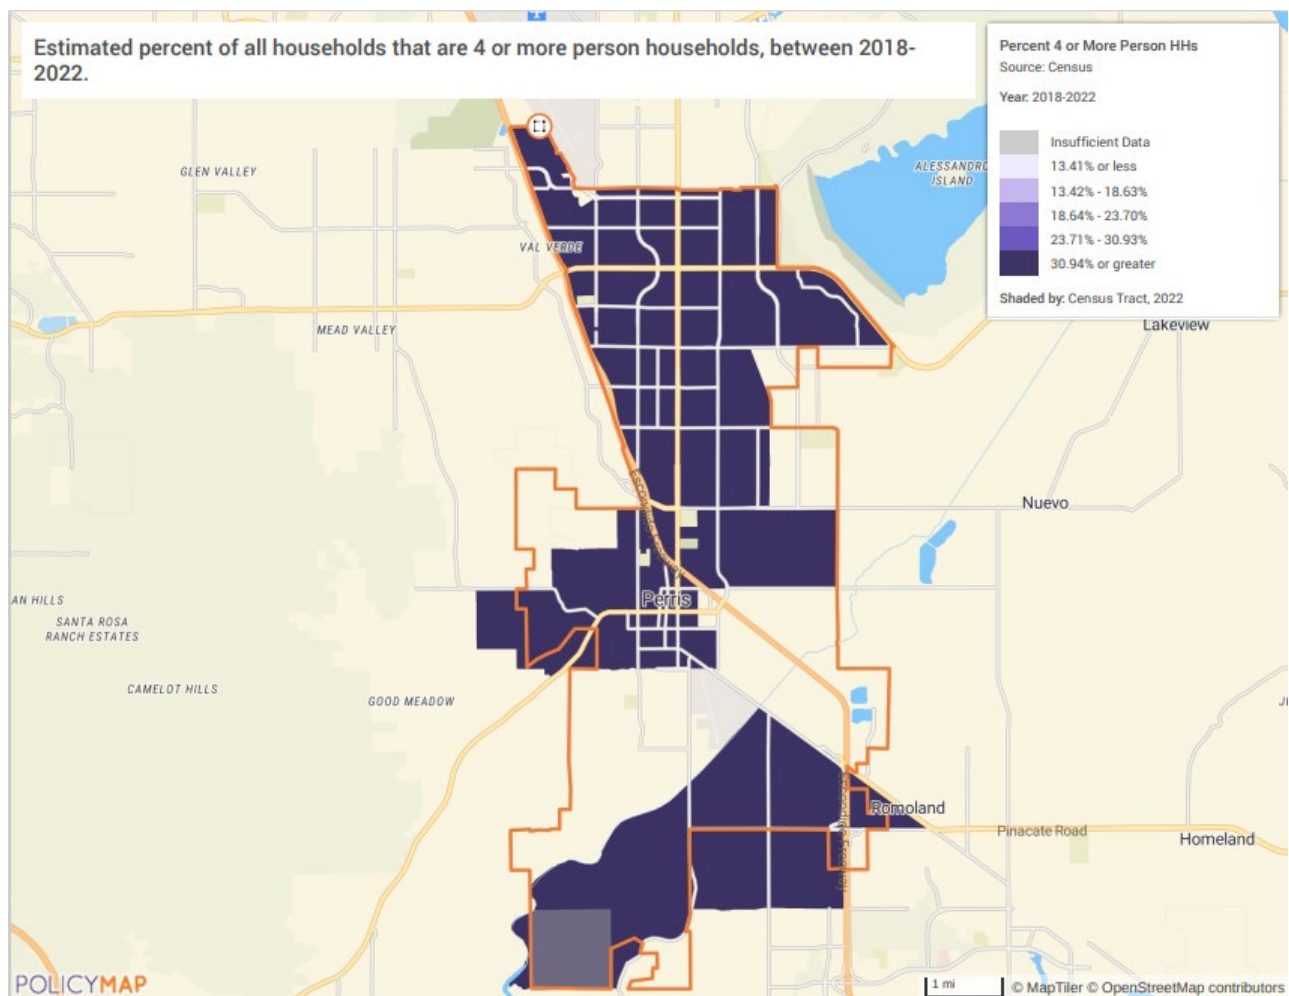 Estimated percent of all households that are 4 or more person households, between 2018-
2022.
Percent 4 or More Person HHs
Source: Census
Year: 2018-2022
Insufficient Data
13.41% or less
13.42% - 18.63%
18.64% - 23.70%
23.71% - 30.93%
30.94% or greater
Shaded by: Census Tract, 2022
GLEN VALLEY
ALESSANDRO
ISLAND
VAL VERDE
MEAD VALLEY
Lakeview
Nuevo
Perris
AN HILLS
SANTA ROSA
RANCH ESTATES
CAMELOT HILLS
GOOD MEADOW
Romoland
Pinacate Road
Homeland
POLICYMAP
1 mi
© MapTiler © OpenStreetMap contributors